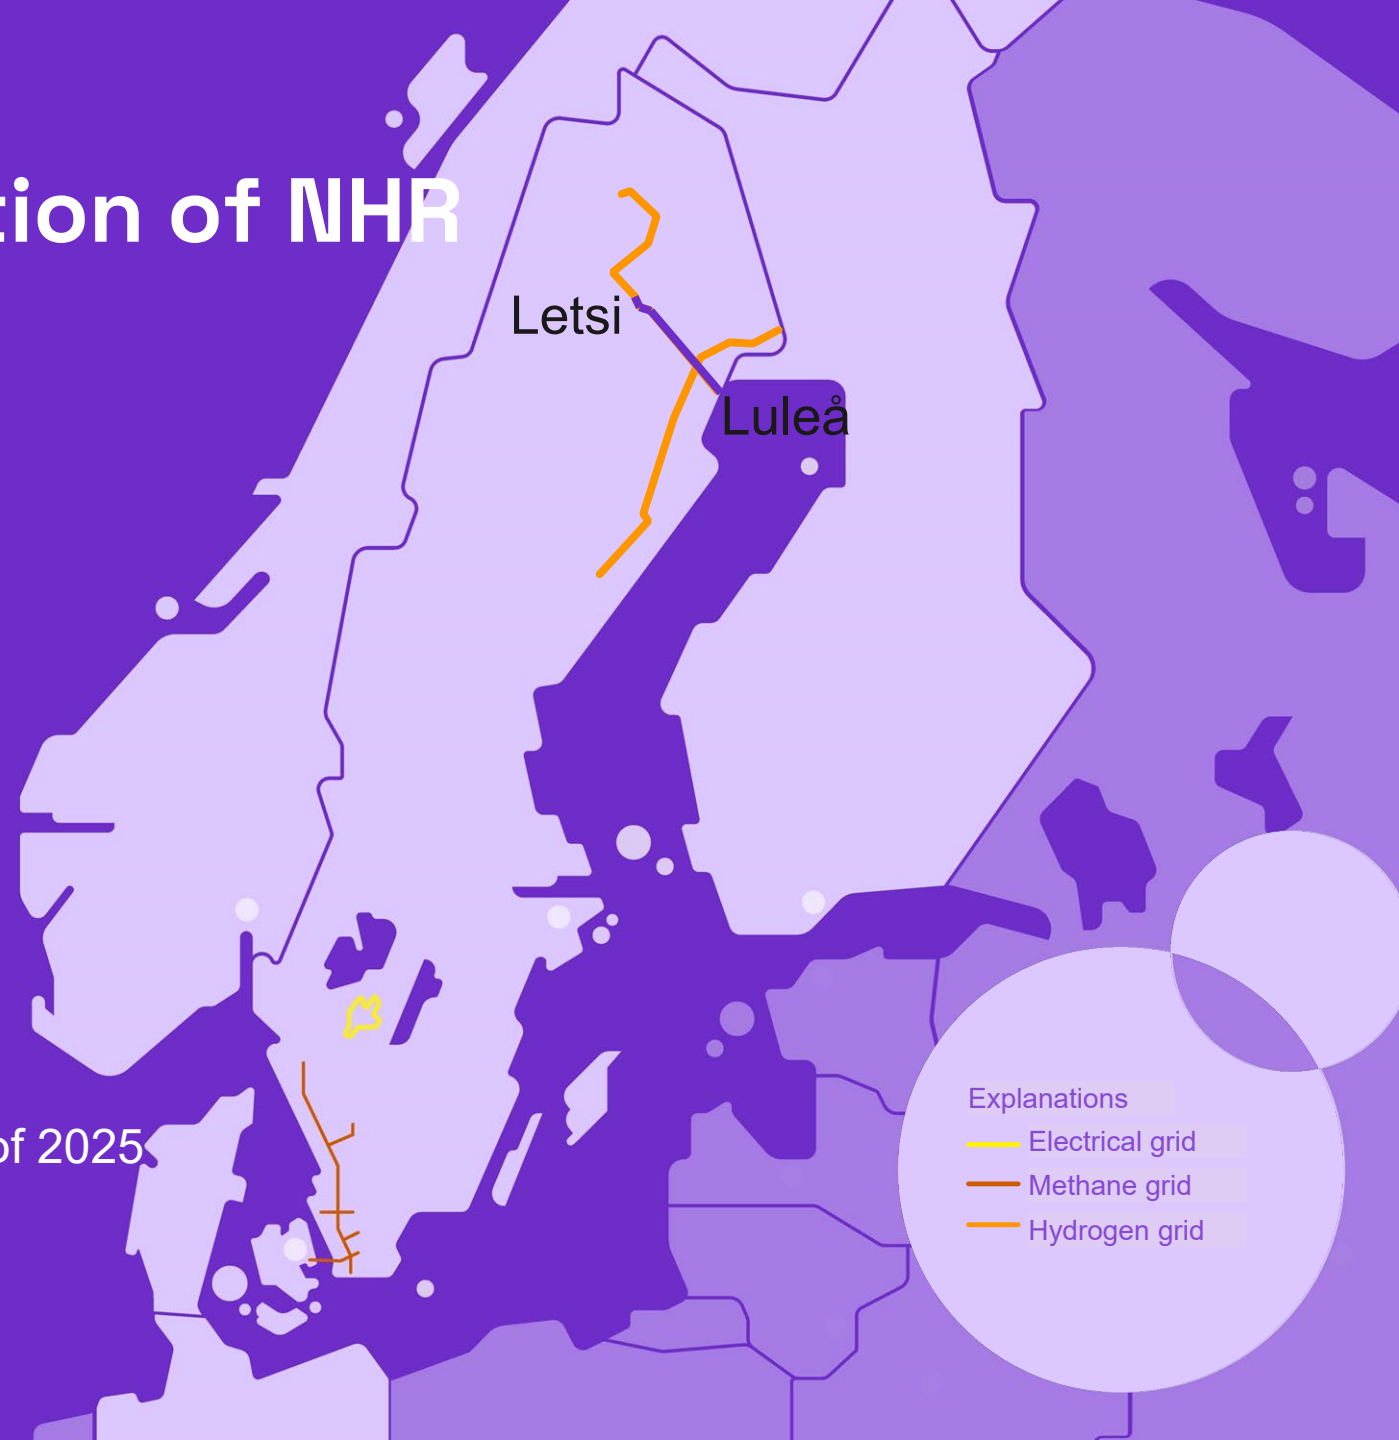 tion of NHR
Letsi
Luleå
of 2025
Explanations
Electrical grid
Methane grid
Hydrogen grid